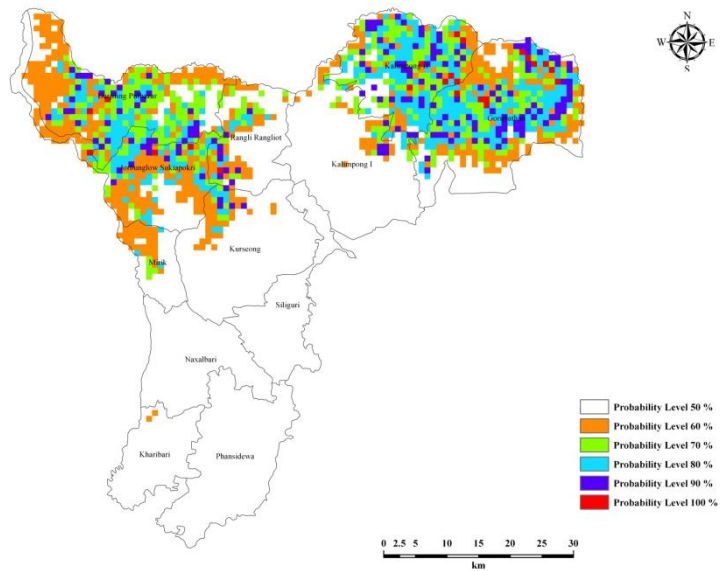 N
W E
S
Kalimpong II
Gorubathan
Rangli Rangliot
Kalimpong I
Kurseong
Mirik
Siliguri
Naxalbari
Kharibari
Phansidewa
Probability Level 50 %
Probability Level 60 %
Probability Level 70 %
Probability Level 80 %
Probability Level 90 %
Probability Level 100 %
0 2.5 5 10 15 20 25 30
km